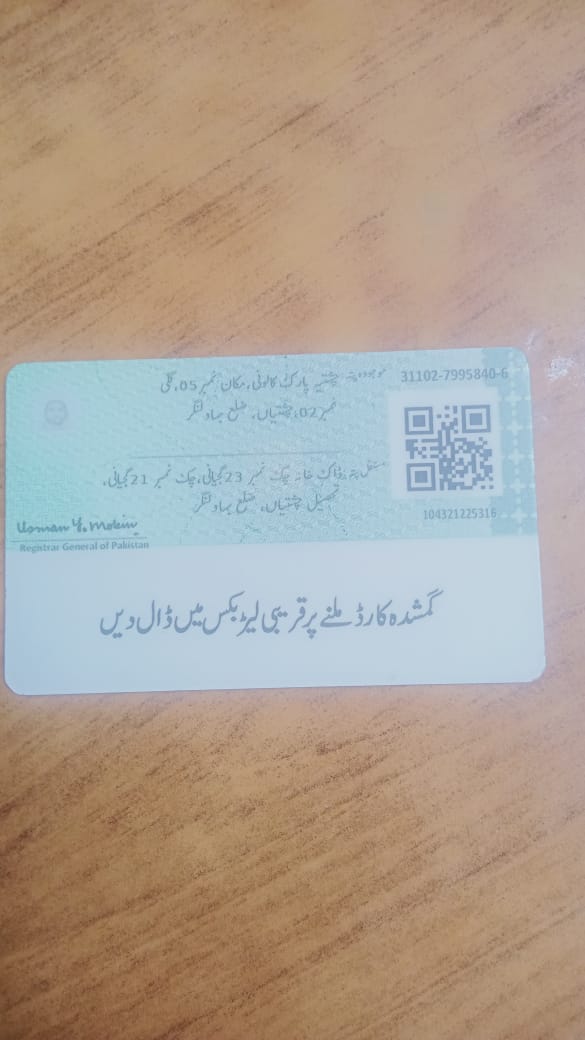 موجودہ پتہ: چشتیہ پارک کالونی، مکان نمبر 05، گلی
نمبر 02، چشتیاں، ضلع بہاولنگر
31102-7995840-6
مستقل پتہ: ڈاک خانہ چک نمبر 23 گجیانی، چک نمبر 21 گجیانی،
تحصیل چشتیاں، ضلع بہاولنگر
104321225316
Usman Y. Mobin
Registrar General of Pakistan
گمشدہ کارڈ ملنے پر قریبی لیٹر بکس میں ڈال دیں